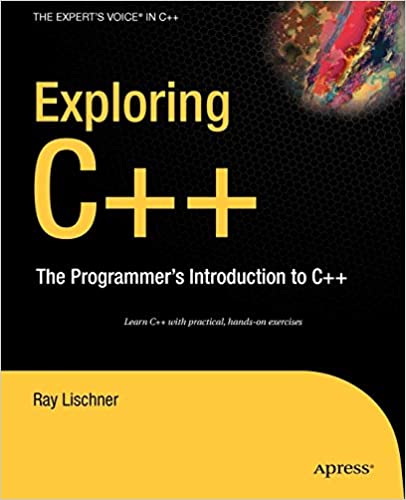 THE EXPERT'S VOICE® IN C++
Exploring
C++
The Programmer's Introduction to C++
Learn C++ with practical, hands-on exercises
Ray Lischner
Apress®